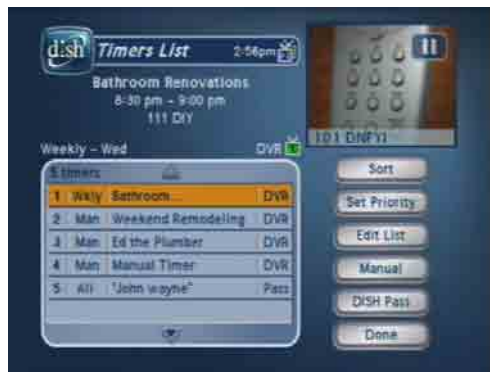 dish Timers List 2:56pm
Bathroom Renovations
8:30 pm - 9:00 pm
111 DIY
Weekly - Wed DVR
101 DNFYI
5 timers
1 Wkly Bathroom... DVR
2 Man Weekend Remodeling DVR
3 Man Ed the Plumber DVR
4 Man Manual Timer DVR
5 All "John wayne" Pass
Sort
Set Priority
Edit List
Manual
DISH Pass
Done